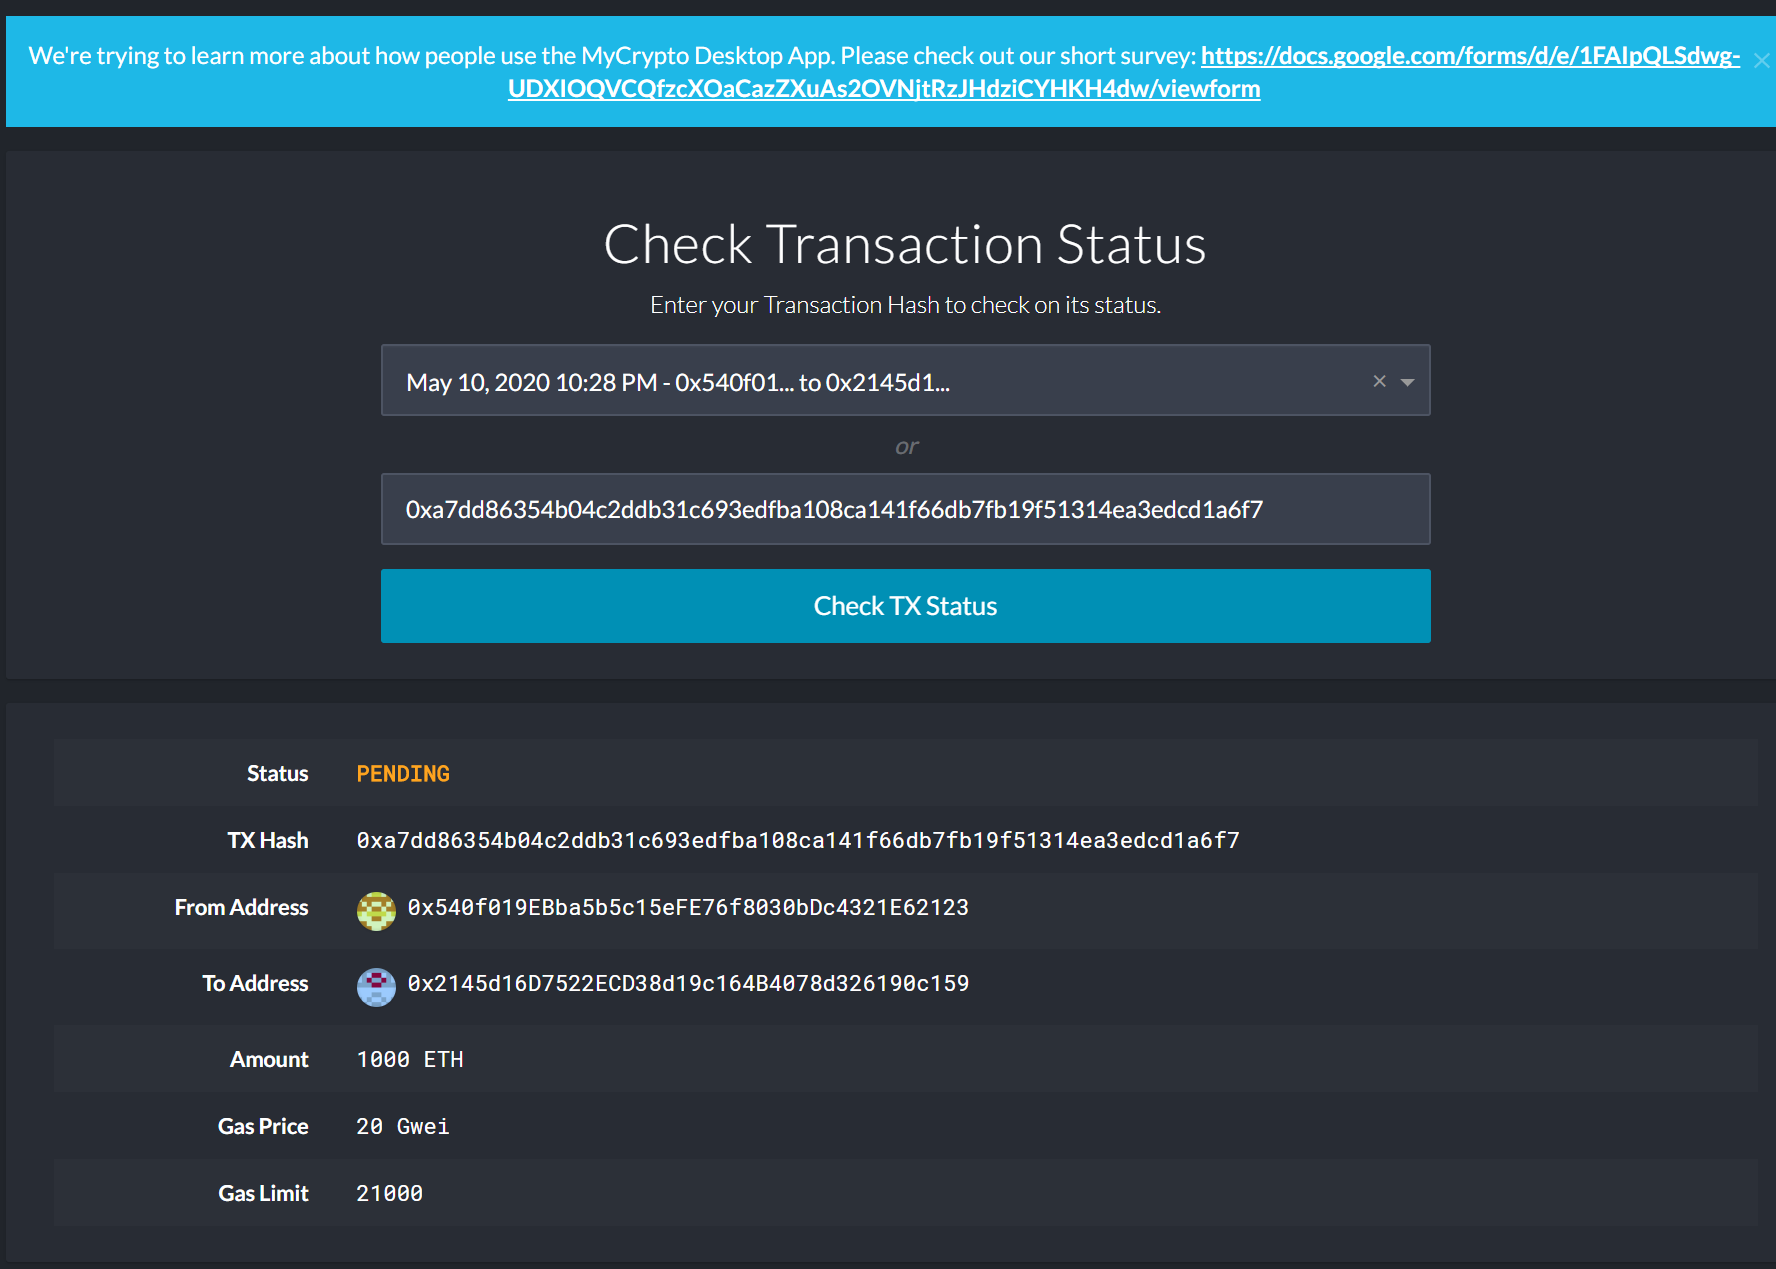 We're trying to learn more about how people use the MyCrypto Desktop App. Please check out our short survey: https://docs.google.com/forms/d/e/1FAIpQLSdwg-
UDXIOQVCQfzcXOaCazZXuAs2OVNjtRzJHdziCYHKH4dw/viewform
Check Transaction Status
Enter your Transaction Hash to check on its status.
May 10, 2020 10:28 PM - 0x540f01... to 0x2145d1...
or
0xa7dd86354b04c2ddb31c693edfba108ca141f66db7fb19f51314ea3edcd1a6f7
Check TX Status
Status PENDING
TX Hash 0xa7dd86354b04c2ddb31c693edfba108ca141f66db7fb19f51314ea3edcd1a6f7
From Address 0x540f019EBba5b5c15eFE76f8030bDc4321E62123
To Address 0x2145d16D7522ECD38d19c164B4078d326190c159
Amount 1000 ETH
Gas Price 20 Gwei
Gas Limit 21000